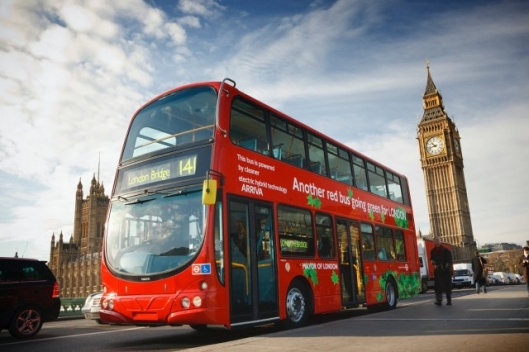 London Bridge 14
This bus is powered
by cleaner
electric hybrid technology
ARRIVA
Another red bus going green for LONDON
MAYOR OF LONDON